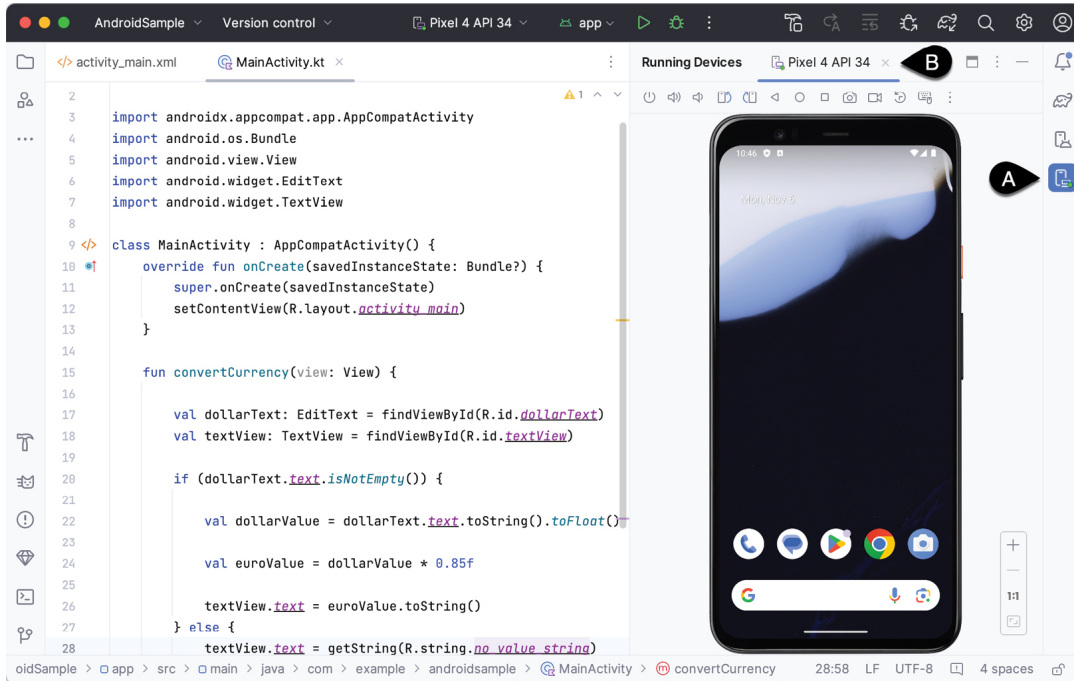 AndroidSample Version control Pixel 4 API 34 app
activity_main.xml MainActivity.kt Running Devices Pixel 4 API 34 B
2 1
3 import androidx.appcompat.app.AppCompatActivity
4 import android.os.Bundle
5 import android.view.View
6 import android.widget.EditText
7 import android.widget.TextView
8
9 class MainActivity : AppCompatActivity() {
10 override fun onCreate(savedInstanceState: Bundle?) {
11 super.onCreate(savedInstanceState)
12 setContentView(R.layout.activity_main)
13 }
14
15 fun convertCurrency(view: View) {
16
17 val dollarText: EditText = findViewById(R.id.dollarText)
18 val textView: TextView = findViewById(R.id.textView)
19
20 if (dollarText.text.isNotEmpty()) {
21
22 val dollarValue = dollarText.text.toString().toFloat()
23
24 val euroValue = dollarValue * 0.85f
25
26 textView.text = euroValue.toString()
27 } else {
28 textView.text = getString(R.string.no_value_string)
10:46
Mon, Nov 6
A
1:1
oidSample > app > src > main > java > com > example > androidsample > MainActivity > convertCurrency 28:58 LF UTF-8 4 spaces